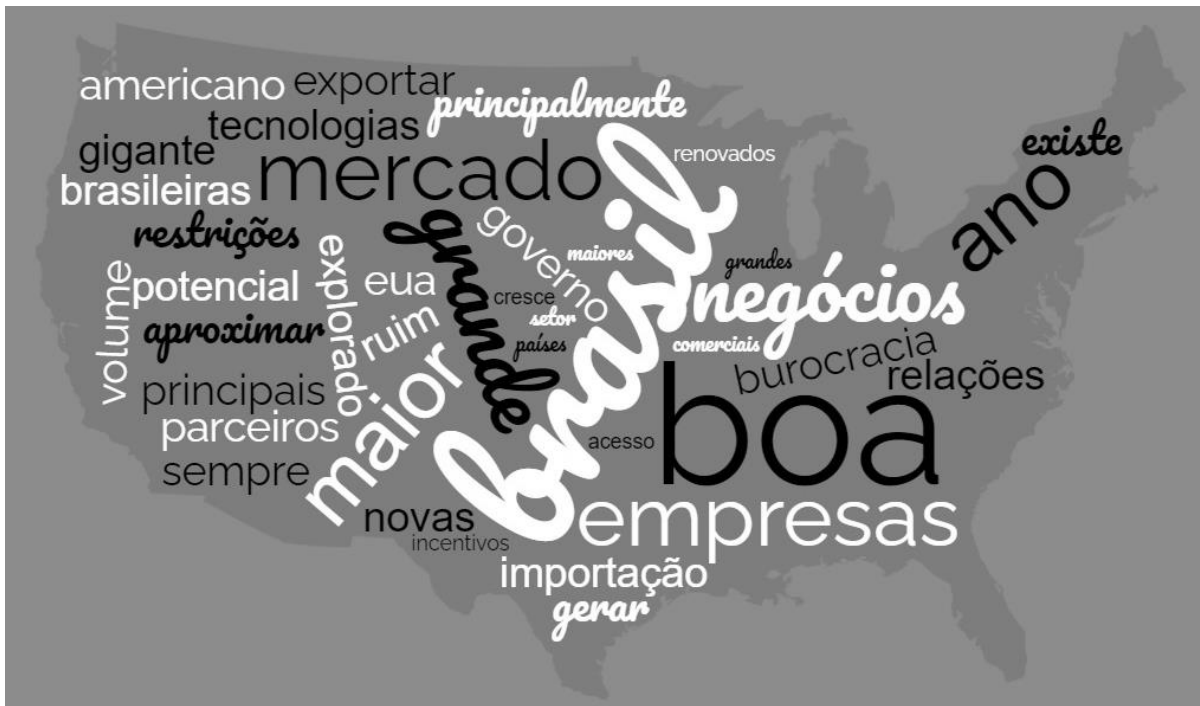 americano
exportar
principalmente
tecnologias
gigante
mercado
renovados
existe
brasileiras
brasil
ano
restrições
grande
governo
maiores
grandes
explorado
eua
negócios
potencial
cresce
setor
volume
aproximar
ruim
países
comerciais
burocracia
relações
principais
maior
boa
parceiros
acesso
sempre
novas
empresas
incentivos
importação
gerar